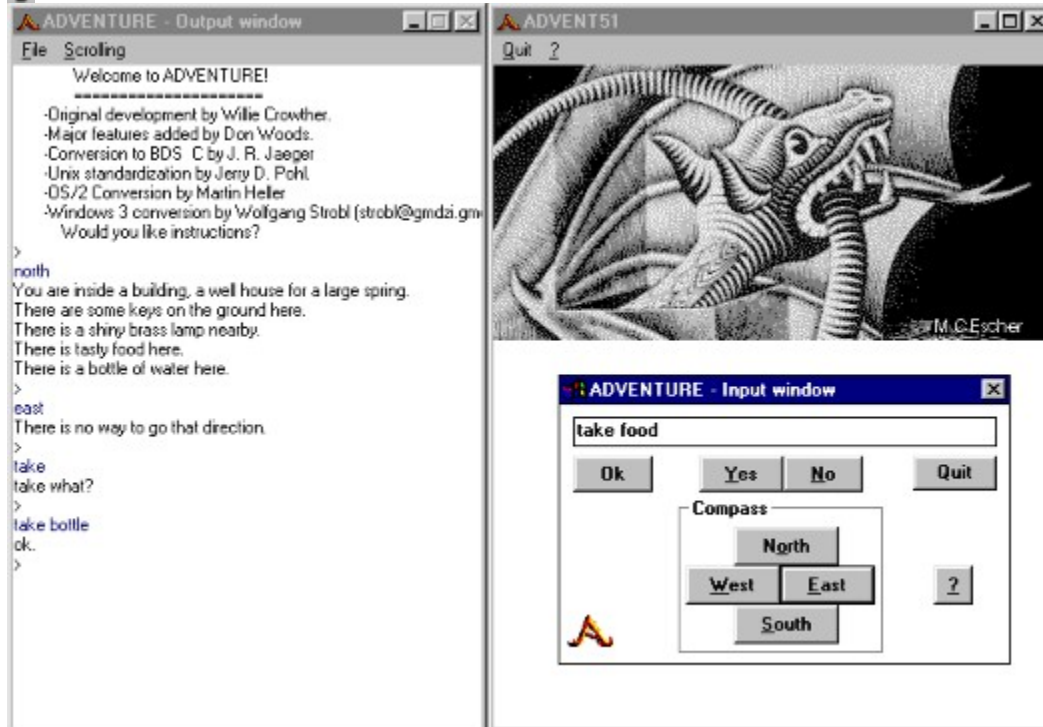 ADVENTURE - Output window
File Scrolling
Welcome to ADVENTURE!
=====================
-Original development by Willie Crowther.
-Major features added by Don Woods.
-Conversion to BDS C by J. R. Jaeger
-Unix standardization by Jerry D. Pohl.
-OS/2 Conversion by Martin Heller
-Windows 3 conversion by Wolfgang Strobl (strobl@gmdzi.gm
Would you like instructions?
>
north
You are inside a building, a well house for a large spring.
There are some keys on the ground here.
There is a shiny brass lamp nearby.
There is tasty food here.
There is a bottle of water here.
>
east
There is no way to go that direction.
>
take
take what?
>
take bottle
ok.
>
ADVENT51
Quit ?
M.C.Escher
ADVENTURE - Input window
take food
Ok Yes No Quit
Compass
North
West East ?
South